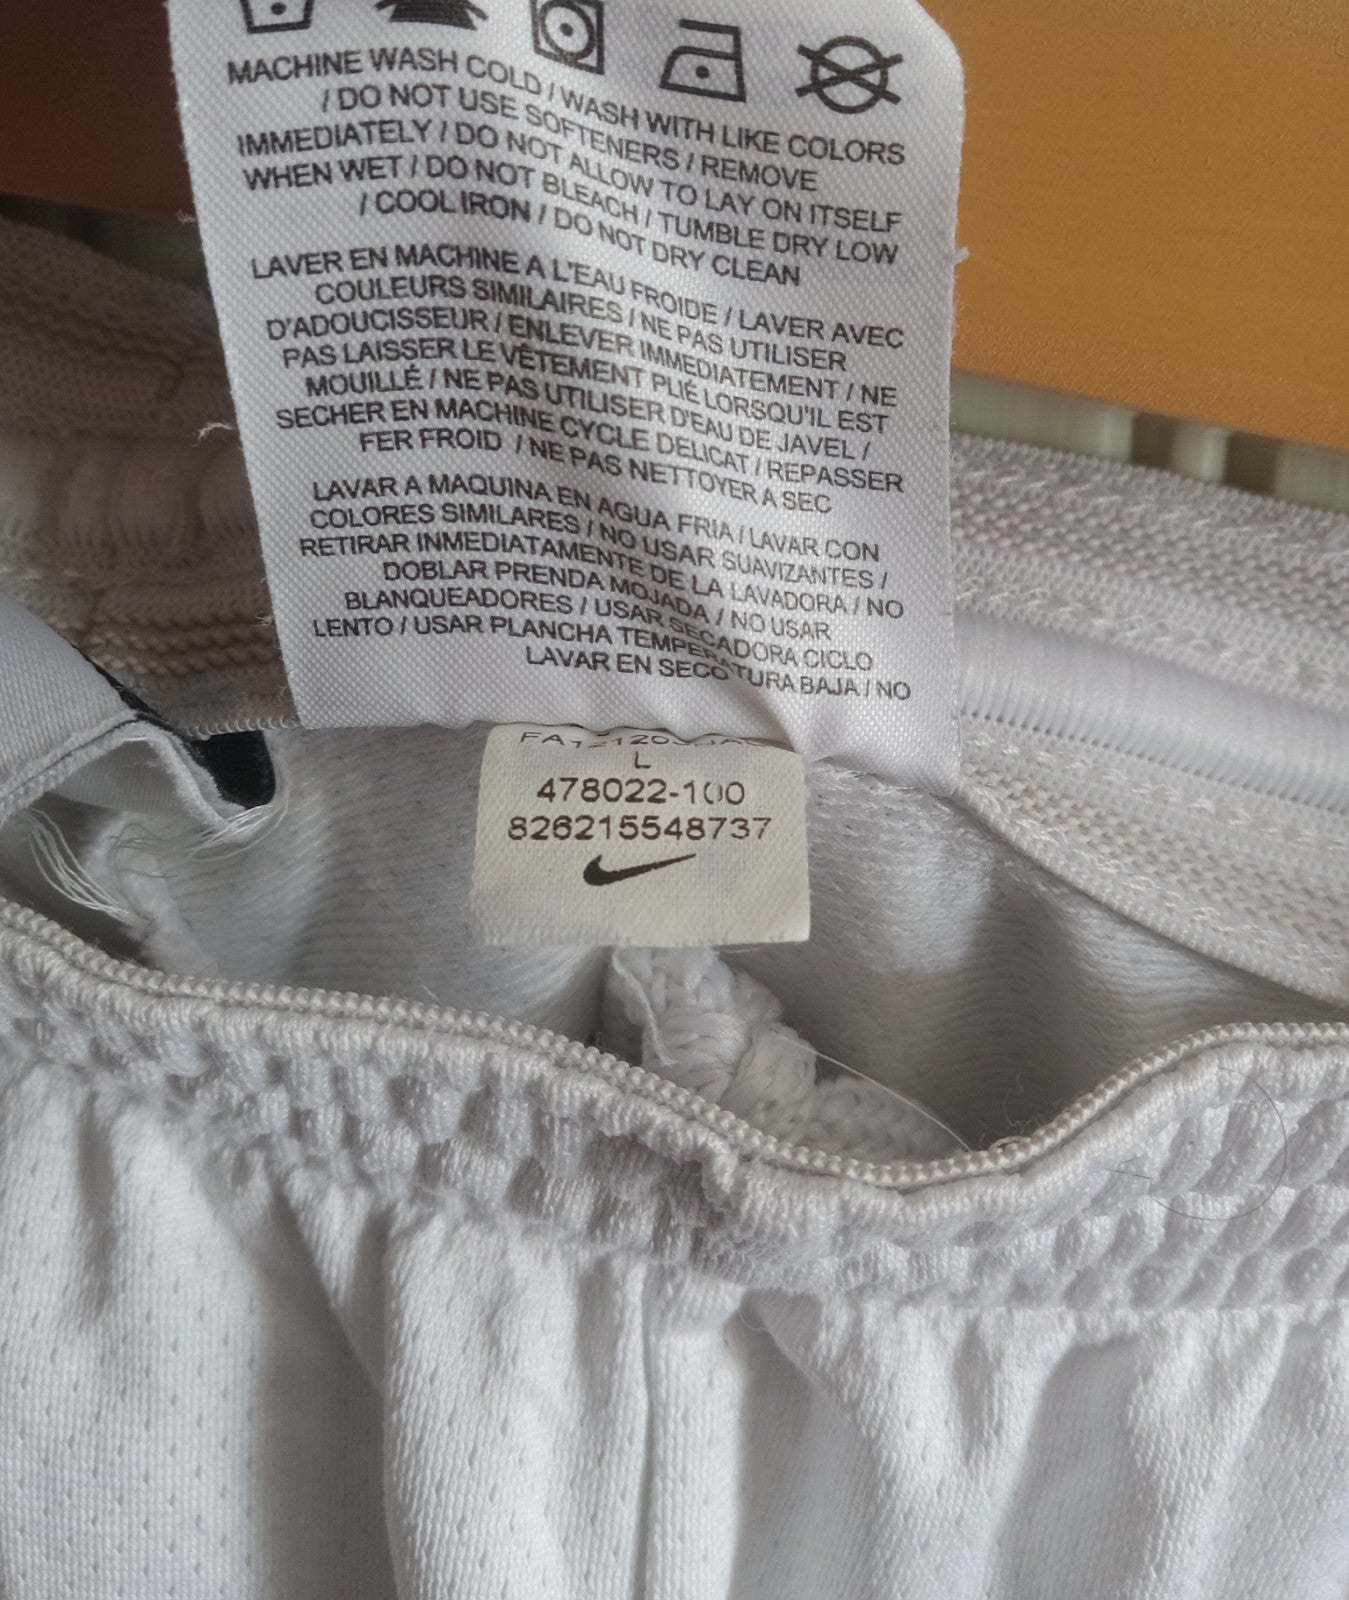 MACHINE WASH COLD / WASH WITH LIKE COLORS
/ DO NOT USE SOFTENERS / REMOVE
IMMEDIATELY / DO NOT ALLOW TO LAY ON ITSELF
WHEN WET / DO NOT BLEACH / TUMBLE DRY LOW
/ COOL IRON / DO NOT DRY CLEAN
LAVER EN MACHINE A L'EAU FROIDE / LAVER AVEC
COULEURS SIMILAIRES / NE PAS UTILISER
D'ADOUCISSEUR / ENLEVER IMMEDIATEMENT / NE
PAS LAISSER LE VÊTEMENT PLIÉ LORSQU'IL EST
MOUILLÉ / NE PAS UTILISER D'EAU DE JAVEL /
SECHER EN MACHINE CYCLE DELICAT / REPASSER
FER FROID / NE PAS NETTOYER A SEC
LAVAR A MAQUINA EN AGUA FRIA / LAVAR CON
COLORES SIMILARES / NO USAR SUAVIZANTES /
RETIRAR INMEDIATAMENTE DE LA LAVADORA / NO
DOBLAR PRENDA MOJADA / NO USAR
BLANQUEADORES / USAR SECADORA CICLO
LENTO / USAR PLANCHA TEMPERATURA BAJA / NO
LAVAR EN SECO
L
478022-100
826215548737